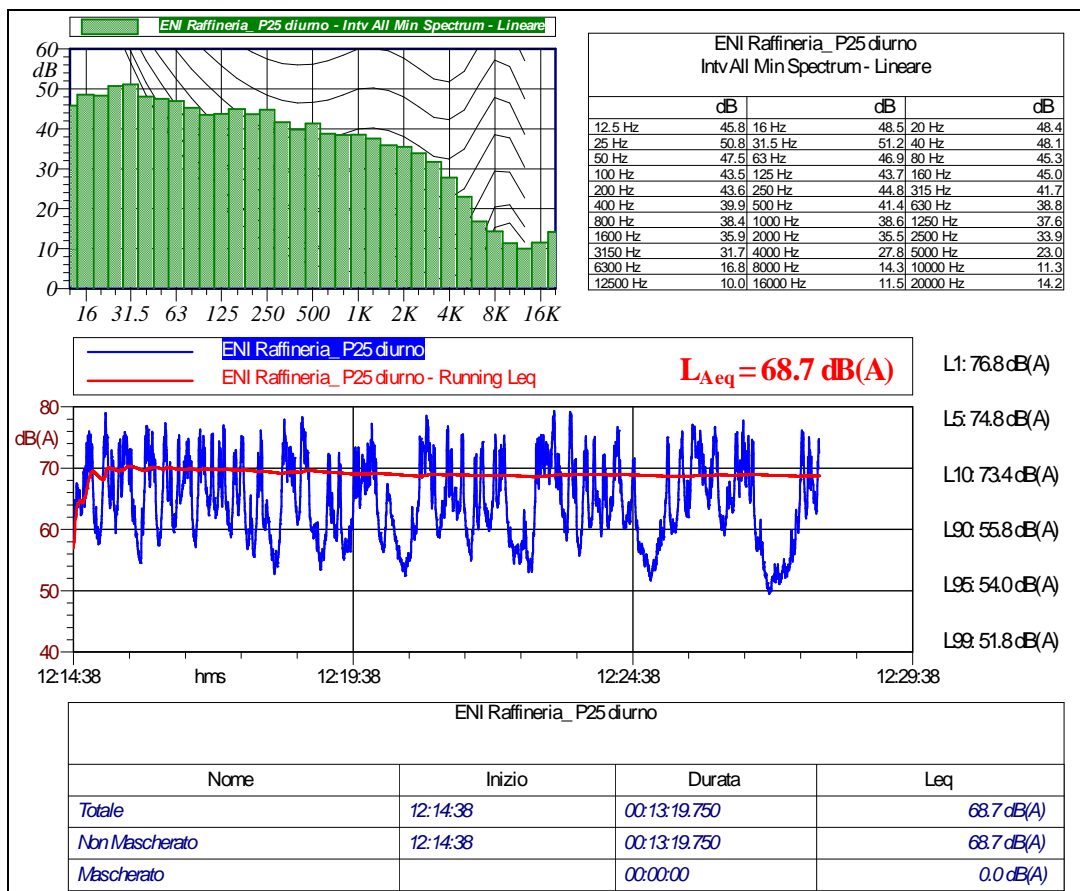 ENI Raffineria_ P25 diurno - Intv All Min Spectrum - Lineare
60
dB
50
40
30
20
10
0
16 31.5 63 125 250 500 1K 2K 4K 8K 16K
ENI Raffineria_ P25 diurno
Intv All Min Spectrum - Lineare
dB dB dB
12.5 Hz 45.8 16 Hz 48.5 20 Hz 48.4
25 Hz 50.8 31.5 Hz 51.2 40 Hz 48.1
50 Hz 47.5 63 Hz 46.9 80 Hz 45.3
100 Hz 43.5 125 Hz 43.7 160 Hz 45.0
200 Hz 43.6 250 Hz 44.8 315 Hz 41.7
400 Hz 39.9 500 Hz 41.4 630 Hz 38.8
800 Hz 38.4 1000 Hz 38.6 1250 Hz 37.6
1600 Hz 35.9 2000 Hz 35.5 2500 Hz 33.9
3150 Hz 31.7 4000 Hz 27.8 5000 Hz 23.0
6300 Hz 16.8 8000 Hz 14.3 10000 Hz 11.3
12500 Hz 10.0 16000 Hz 11.5 20000 Hz 14.2
ENI Raffineria_ P25 diurno
ENI Raffineria_ P25 diurno - Running Leq
LAeq = 68.7 dB(A)
80
dB(A)
70
60
50
40
12:14:38 hms 12:19:38 12:24:38 12:29:38
L1: 76.8 dB(A)
L5: 74.8 dB(A)
L10: 73.4 dB(A)
L90: 55.8 dB(A)
L95: 54.0 dB(A)
L99: 51.8 dB(A)
ENI Raffineria_ P25 diurno
Nome Inizio Durata Leq
Totale 12:14:38 00:13:19.750 68.7 dB(A)
Non Mascherato 12:14:38 00:13:19.750 68.7 dB(A)
Mascherato 00:00:00 0.0 dB(A)